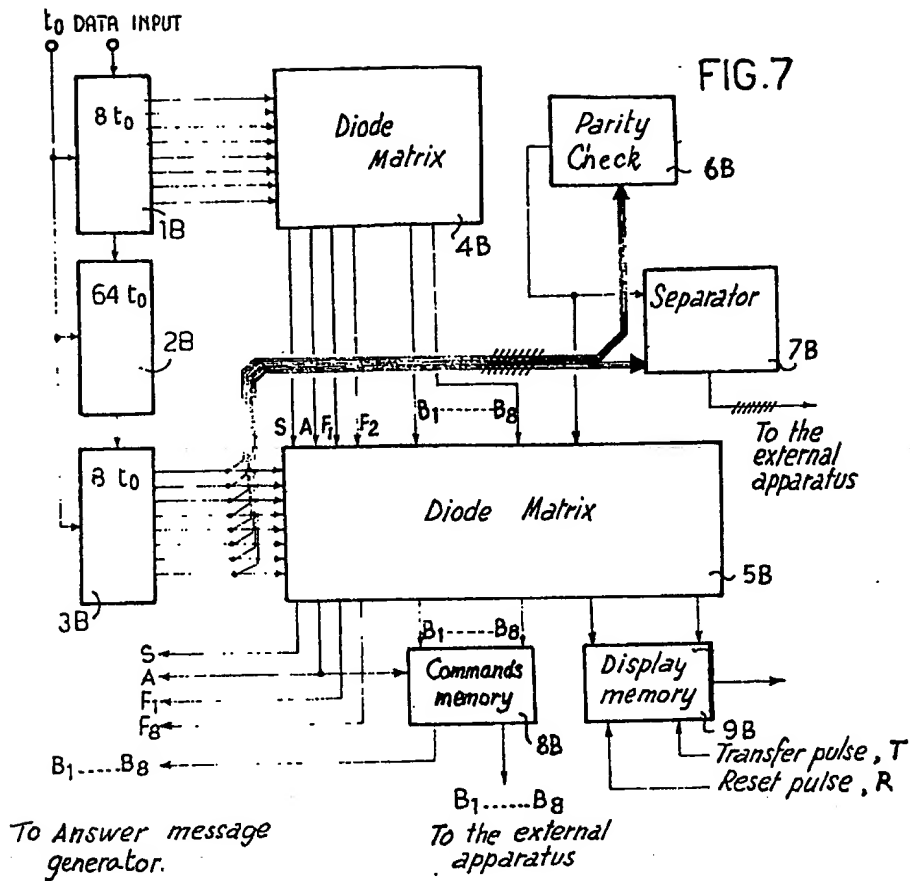 t0 DATA INPUT
FIG.7
8 t0
1B
Diode
Matrix
4B
Parity
Check
6B
64 t0
2B
Separator
7B
S A F1 F2
B1-------B8
To the
external
apparatus
8 t0
3B
Diode Matrix
5B
B1-------B8
S
A
F1
F8
Commands
memory
8B
Display
memory
9B
Transfer pulse, T
Reset pulse, R
B1......B8
B1......B8
To Answer message
generator.
To the external
apparatus